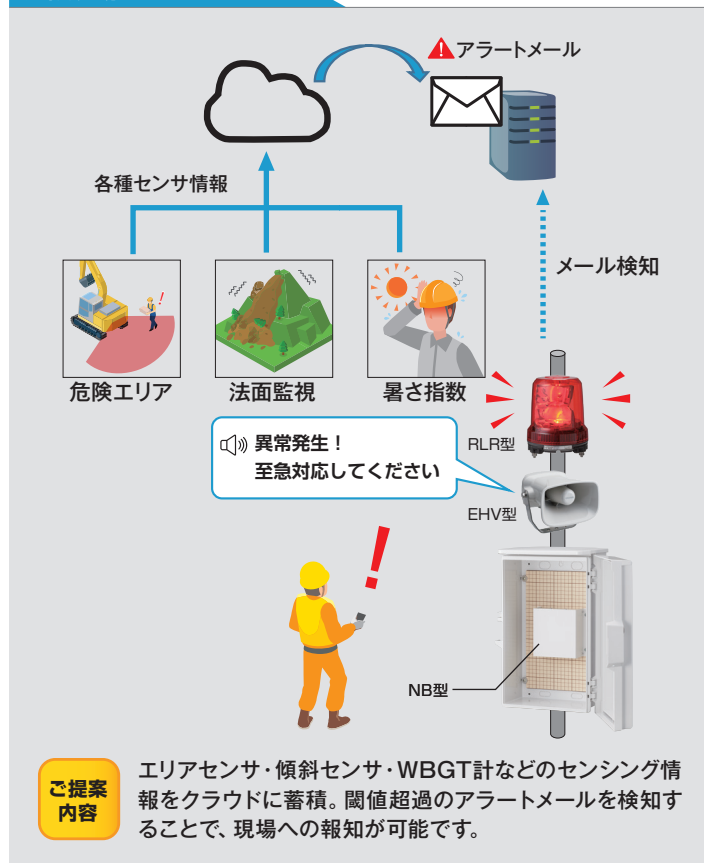 アラートメール
各種センサ情報
メール検知
危険エリア
法面監視
暑さ指数
異常発生！
至急対応してください
RLR型
EHV型
NB型
ご提案
内容
エリアセンサ・傾斜センサ・WBGT計などのセンシング情
報をクラウドに蓄積。閾値超過のアラートメールを検知す
ることで、現場への報知が可能です。